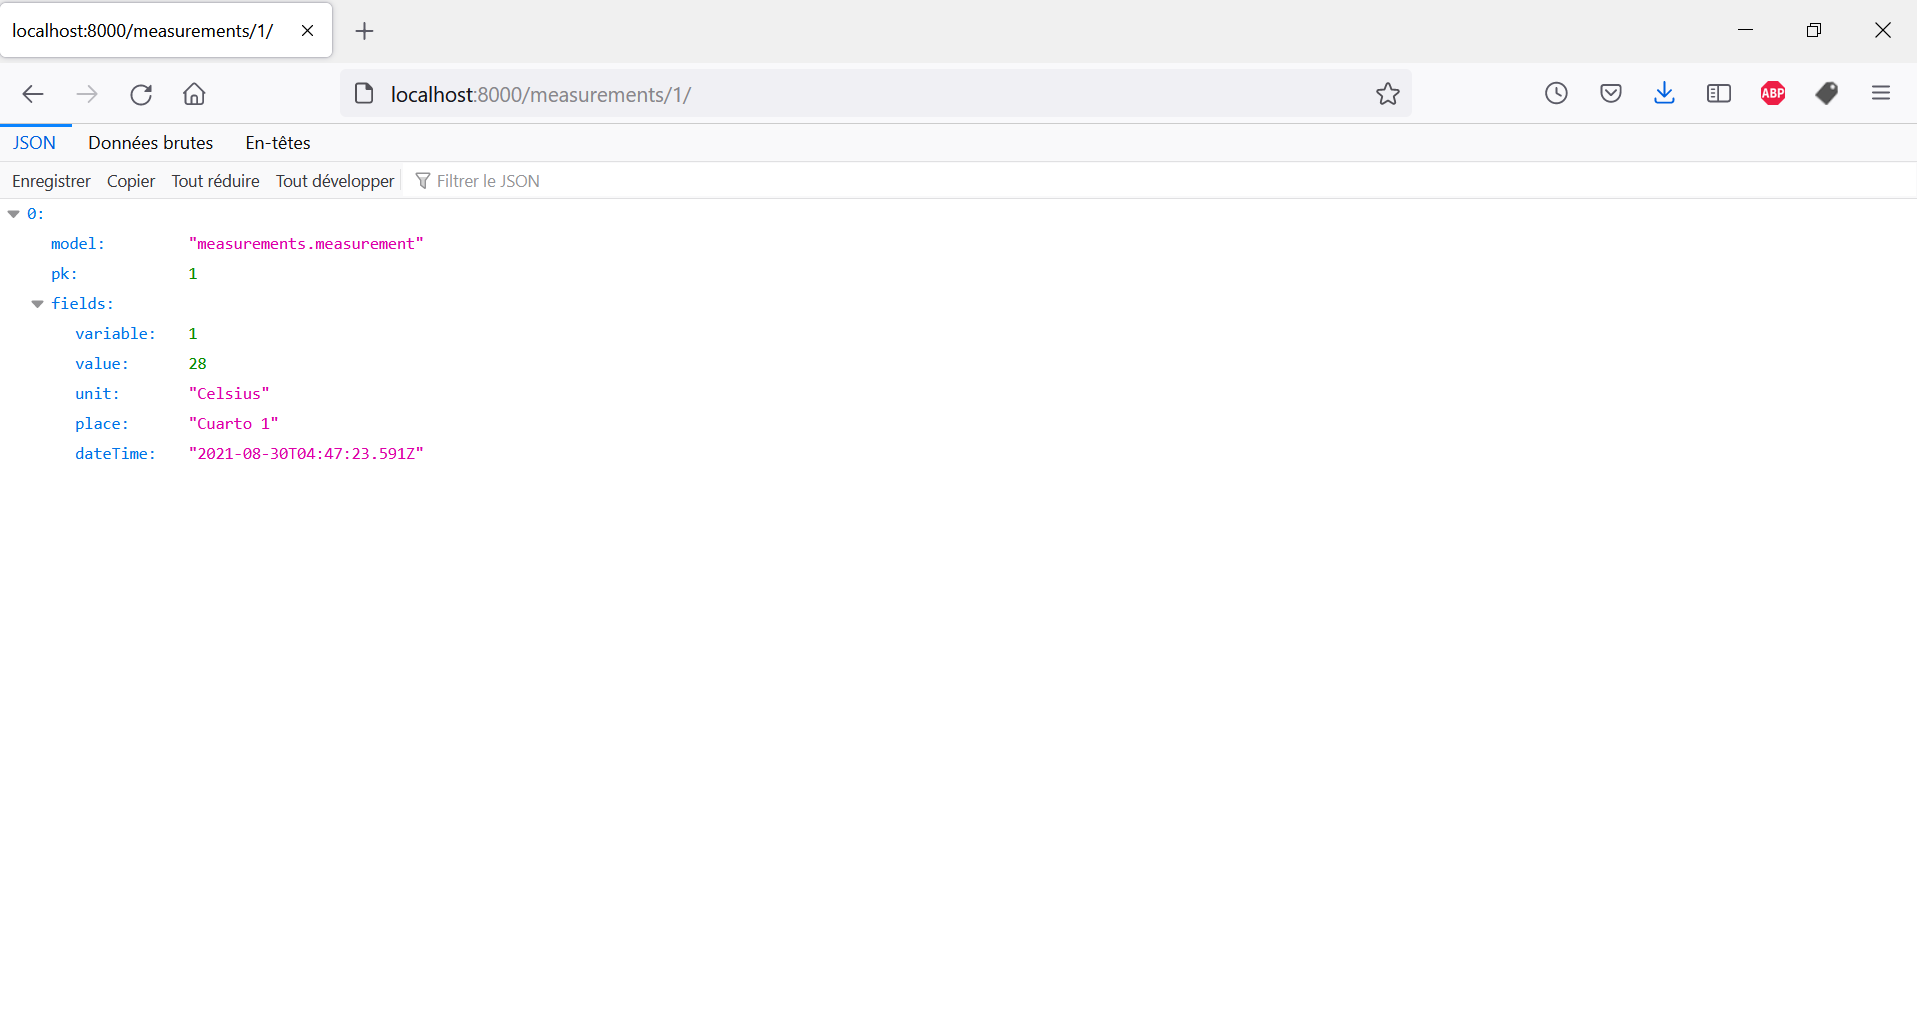 localhost:8000/measurements/1/
localhost:8000/measurements/1/
ABP
JSON Données brutes En-têtes
Enregistrer Copier Tout réduire Tout développer Filtrer le JSON
0:
model: "measurements.measurement"
pk: 1
fields:
variable: 1
value: 28
unit: "Celsius"
place: "Cuarto 1"
dateTime: "2021-08-30T04:47:23.591Z"